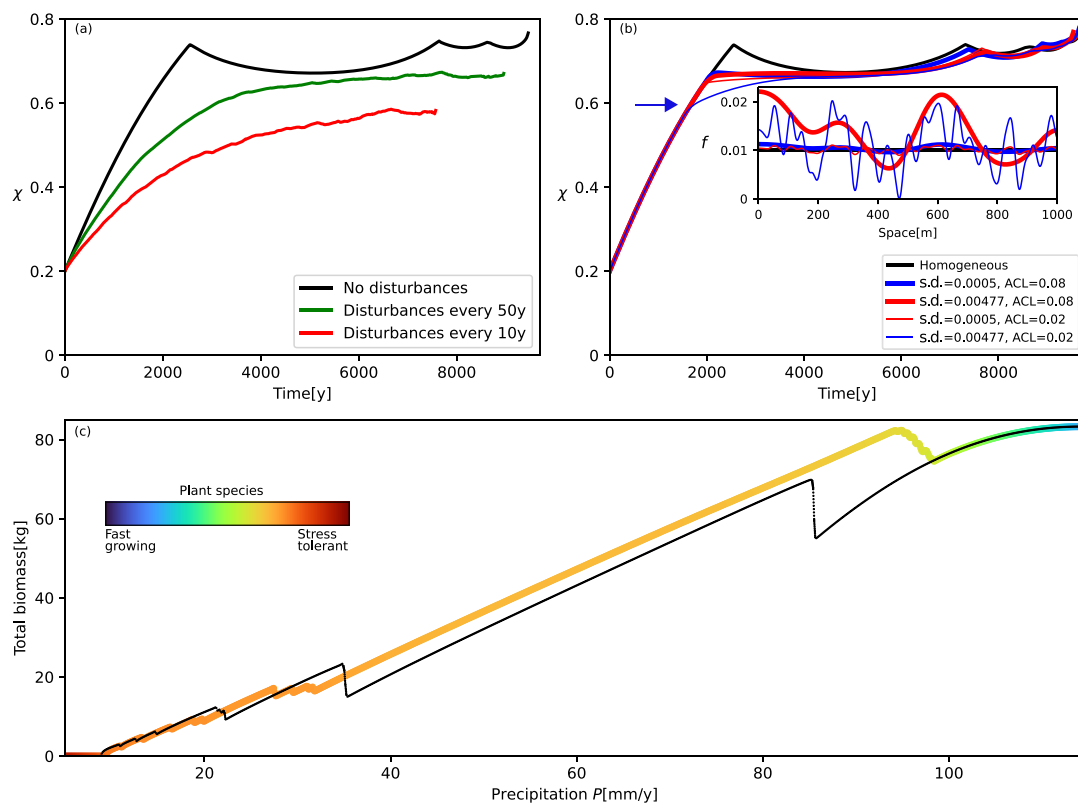 (a)
0.8
0.6
0.4
0.2
0
χ
0
2000
4000
6000
8000
Time[y]
No disturbances
Disturbances every 50y
Disturbances every 10y
(b)
0.8
0.6
0.4
0.2
0
χ
0
2000
4000
6000
8000
Time[y]
0.02
0.01
0
f
0
200
400
600
800
1000
Space[m]
Homogeneous
s.d.=0.0005, ACL=0.08
s.d.=0.00477, ACL=0.08
s.d.=0.0005, ACL=0.02
s.d.=0.00477, ACL=0.02
(c)
80
60
40
20
0
Total biomass[kg]
Plant species
Fast
growing
Stress
tolerant
20
40
60
80
100
Precipitation P[mm/y]